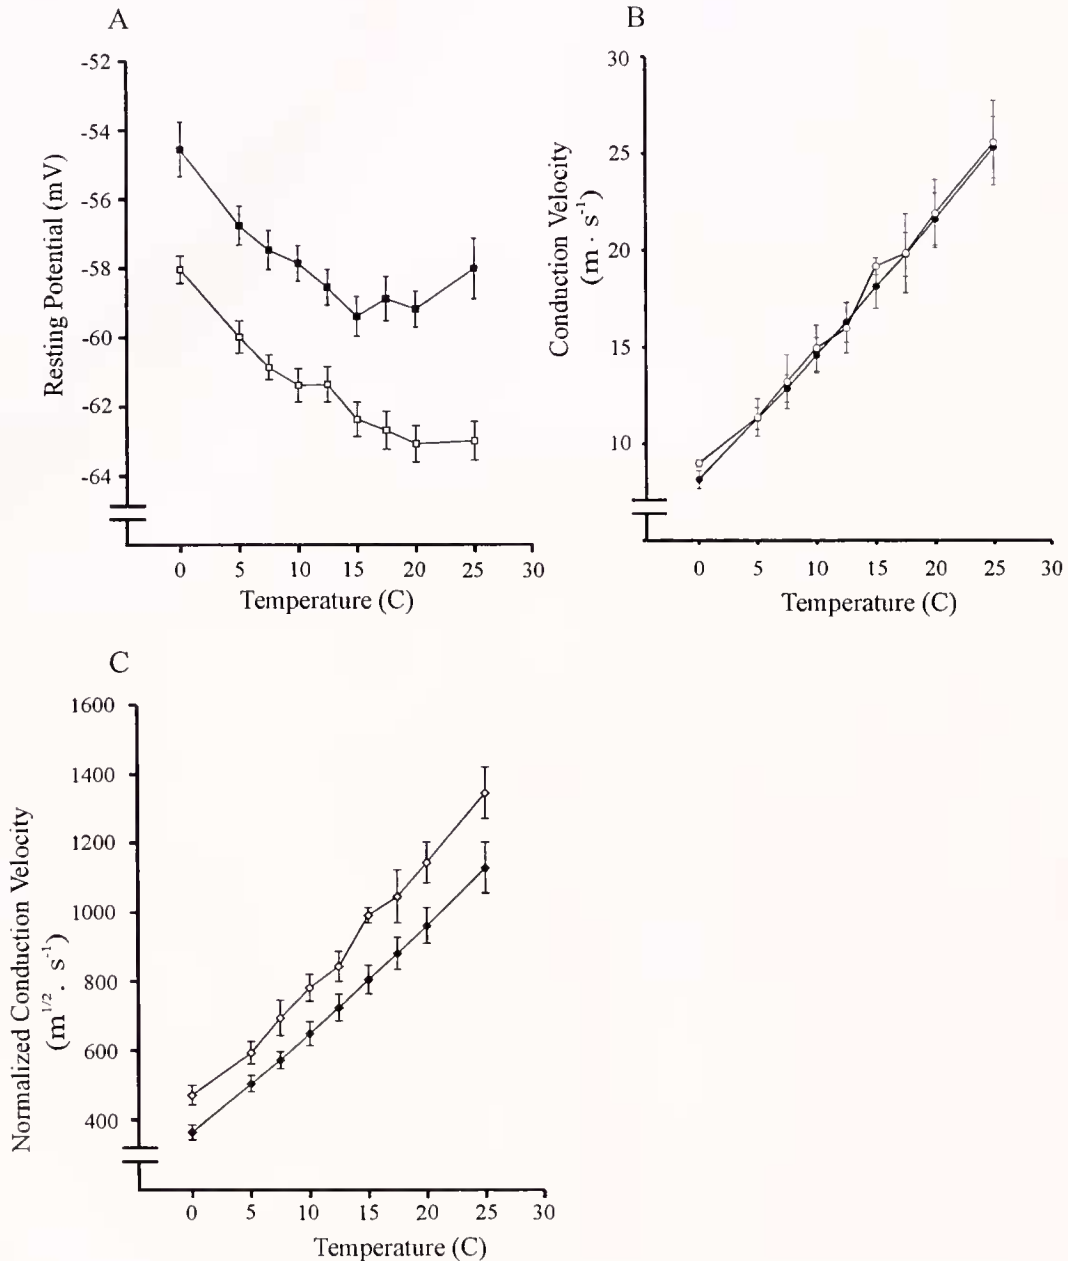 A
-52
-54
-56
-58
-60
-62
-64
Resting Potential (mV)
0 5 10 15 20 25 30
Temperature (C)
B
30
25
20
15
10
Conduction Velocity
(m · s⁻¹)
0 5 10 15 20 25 30
Temperature (C)
C
1600
1400
1200
1000
800
600
400
Normalized Conduction Velocity
(m¹/² . s⁻¹)
0 5 10 15 20 25 30
Temperature (C)